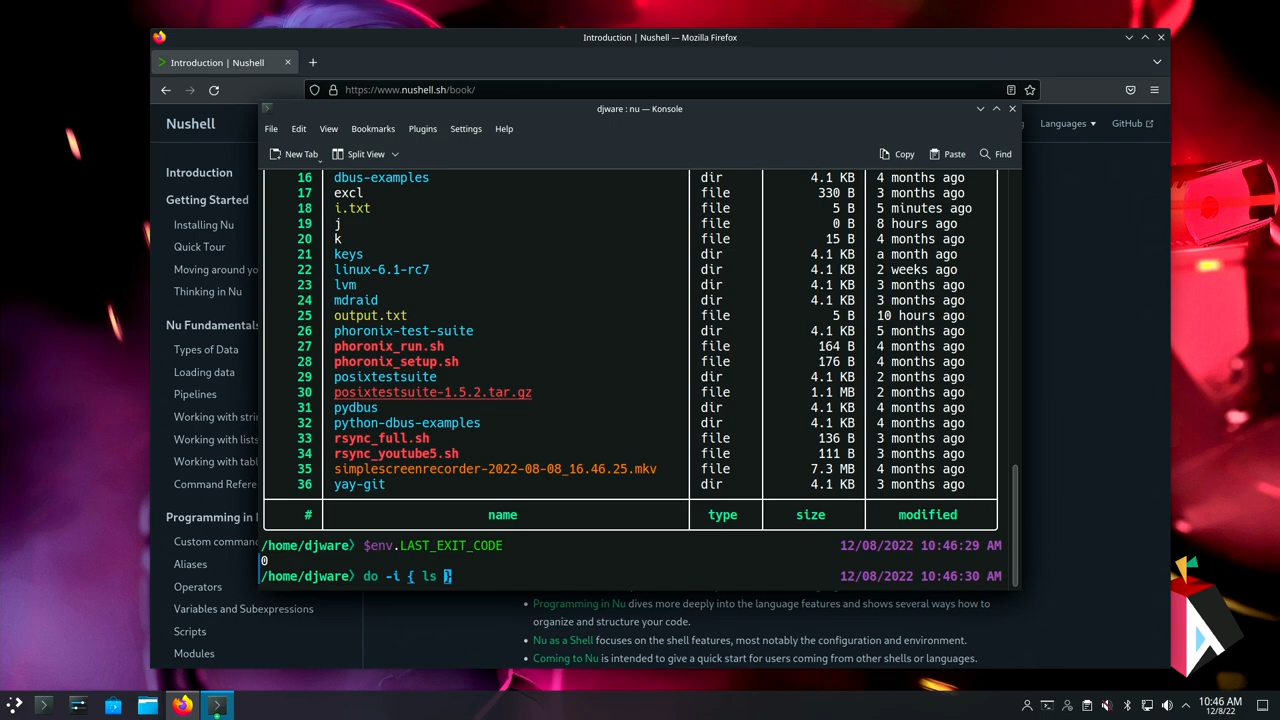 Introduction | Nushell — Mozilla Firefox
Introduction | Nushell
https://www.nushell.sh/book/
djware : nu — Konsole
Nushell
Languages
GitHub
File Edit View Bookmarks Plugins Settings Help
New Tab Split View Copy Paste Find
Introduction
Getting Started
Installing Nu
Quick Tour
Moving around yo
Thinking in Nu
Nu Fundamentals
Types of Data
Loading data
Pipelines
Working with strin
Working with lists
Working with tabl
Command Refere
Programming in N
Custom comman
Aliases
Operators
Variables and Subexpressions
Scripts
Modules
16 dbus-examples dir 4.1 KB 4 months ago
17 excl file 330 B 3 months ago
18 i.txt file 5 B 5 minutes ago
19 j file 0 B 8 hours ago
20 k file 15 B 4 months ago
21 keys dir 4.1 KB a month ago
22 linux-6.1-rc7 dir 4.1 KB 2 weeks ago
23 lvm dir 4.1 KB 3 months ago
24 mdraid dir 4.1 KB 3 months ago
25 output.txt file 5 B 10 hours ago
26 phoronix-test-suite dir 4.1 KB 5 months ago
27 phoronix_run.sh file 164 B 4 months ago
28 phoronix_setup.sh file 176 B 4 months ago
29 posixtestsuite dir 4.1 KB 2 months ago
30 posixtestsuite-1.5.2.tar.gz file 1.1 MB 2 months ago
31 pydbus dir 4.1 KB 4 months ago
32 python-dbus-examples dir 4.1 KB 4 months ago
33 rsync_full.sh file 136 B 3 months ago
34 rsync_youtube5.sh file 111 B 3 months ago
35 simplescreenrecorder-2022-08-08_16.46.25.mkv file 7.3 MB 4 months ago
36 yay-git dir 4.1 KB 3 months ago
# name type size modified
/home/djware〉 $env.LAST_EXIT_CODE 12/08/2022 10:46:29 AM
0
/home/djware〉 do -i { ls } 12/08/2022 10:46:30 AM
Programming in Nu dives more deeply into the language features and shows several ways how to
organize and structure your code.
Nu as a Shell focuses on the shell features, most notably the configuration and environment.
Coming to Nu is intended to give a quick start for users coming from other shells or languages.
10:46 AM
12/8/22